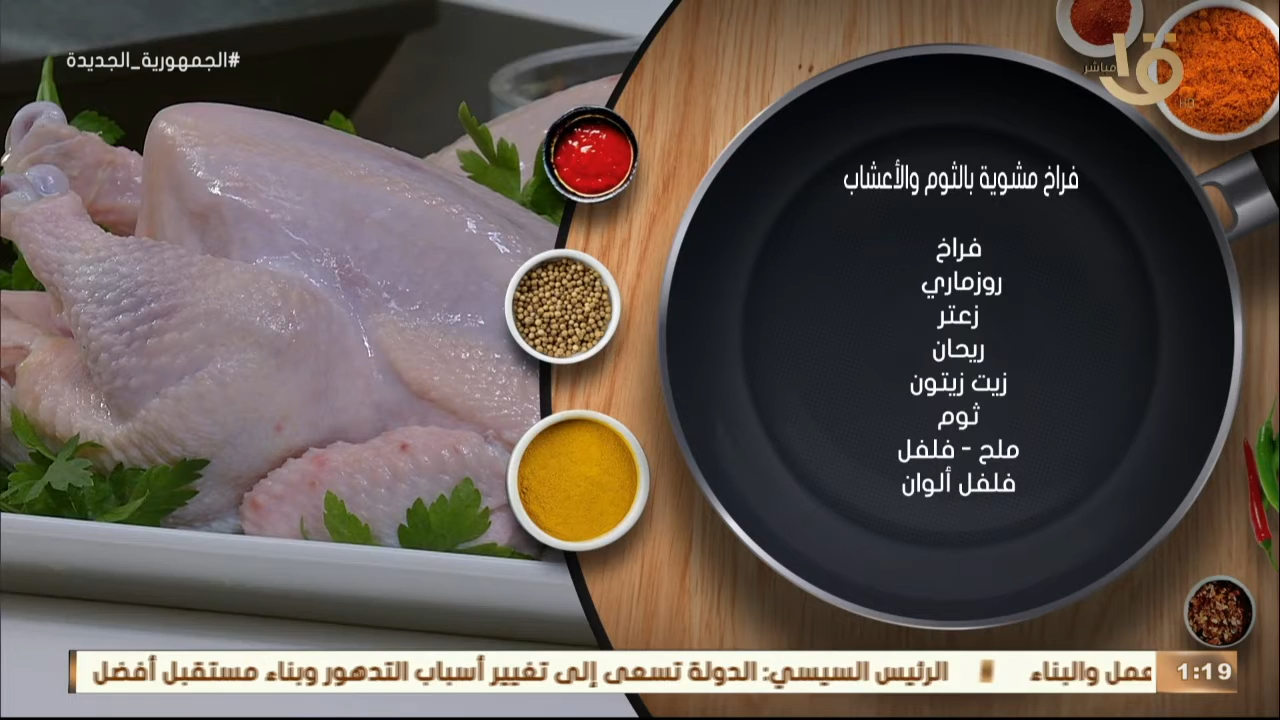 #الجمهورية_الجديدة
مباشر
HD
فراخ مشوية بالثوم والأعشاب
فراخ
روزماري
زعتر
ريحان
زيت زيتون
ثوم
ملح - فلفل
فلفل ألوان
1:19
عمل والبناء
الرئيس السيسي: الدولة تسعى إلى تغيير أسباب التدهور وبناء مستقبل أفضل